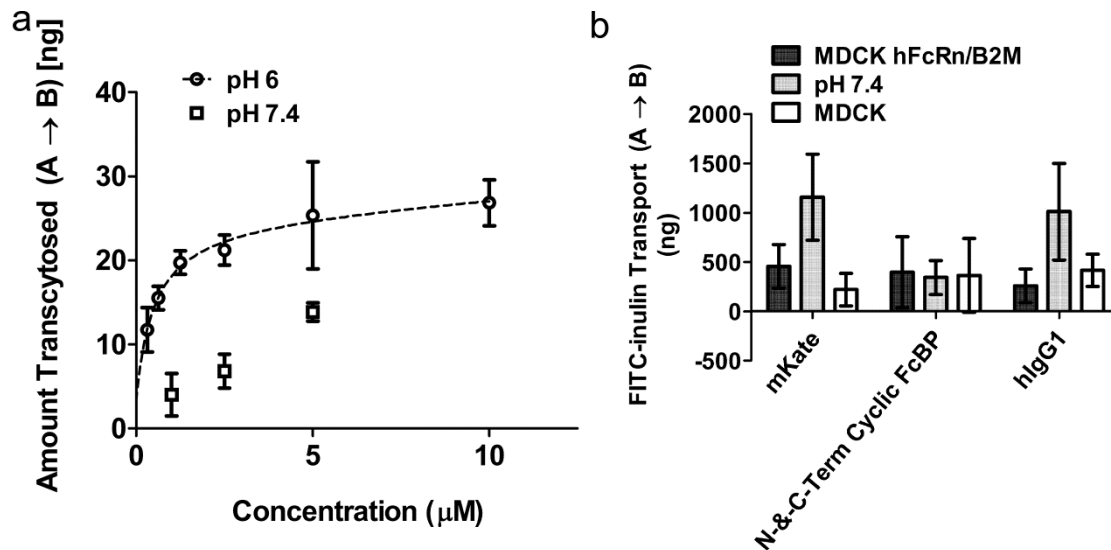 a
pH 6
pH 7.4
Amount Transcytosed (A → B) [ng]
40
30
20
10
0
0
5
10
Concentration (μM)
b
MDCK hFcRn/B2M
pH 7.4
MDCK
FITC-inulin Transport (A → B)
(ng)
2000
1500
1000
500
0
-500
mKate
N-&-C-Term Cyclic FcBP
hIgG1